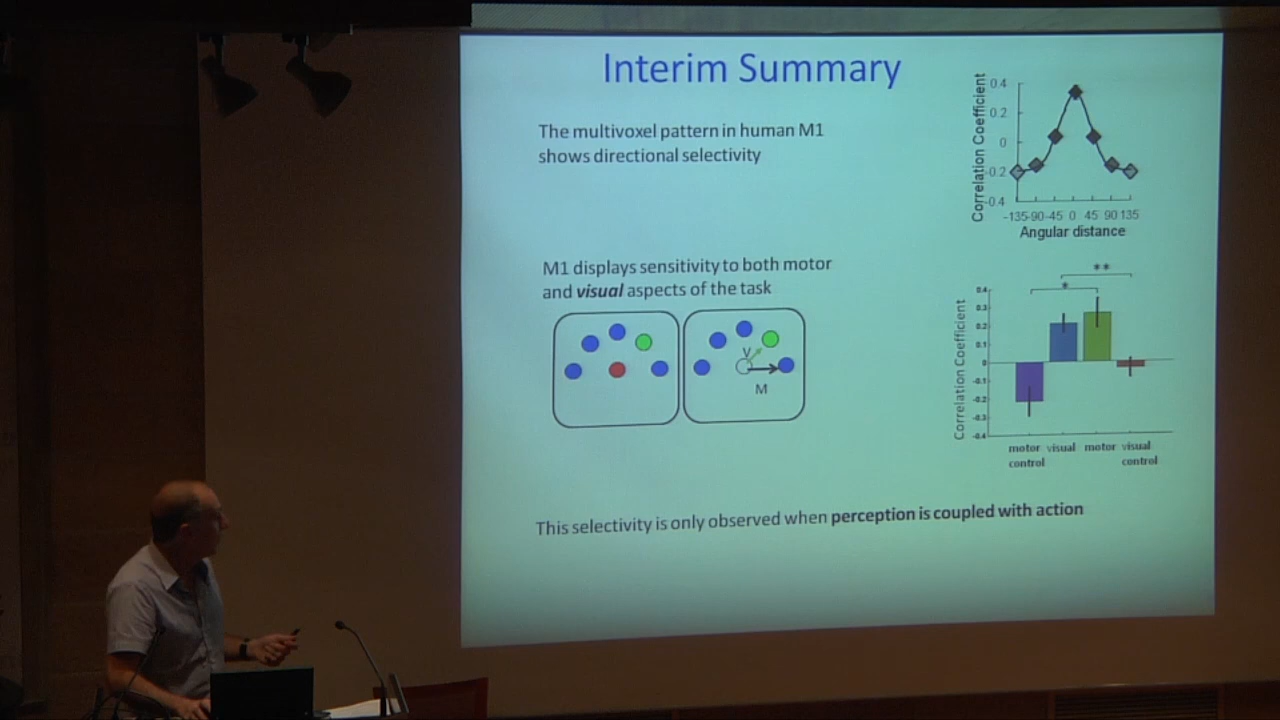 Interim Summary
The multivoxel pattern in human M1
shows directional selectivity
Correlation Coefficient
0.4
0.2
0
-0.2
-0.4
-135 -90 -45 0 45 90 135
Angular distance
M1 displays sensitivity to both motor
and visual aspects of the task
V
M
**
*
Correlation Coefficient
0.4
0.3
0.2
0.1
0
-0.1
-0.2
-0.3
-0.4
motor visual motor visual
control control
This selectivity is only observed when perception is coupled with action